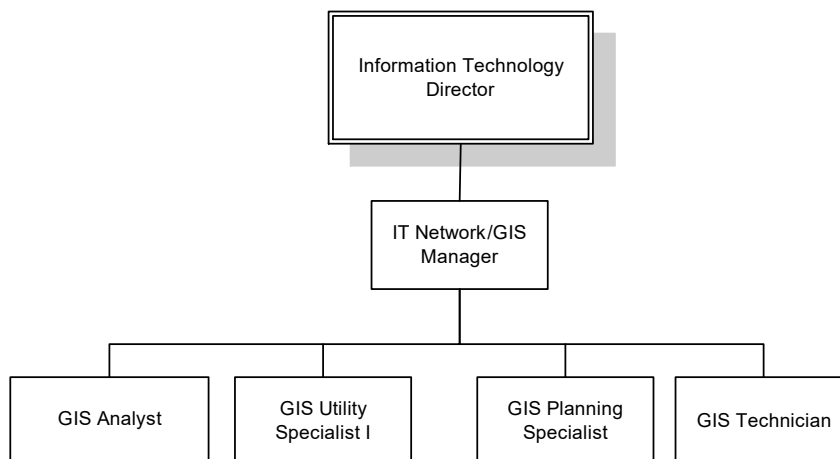 Information Technology
Director
IT Network/GIS
Manager
GIS Analyst
GIS Utility
Specialist I
GIS Planning
Specialist
GIS Technician